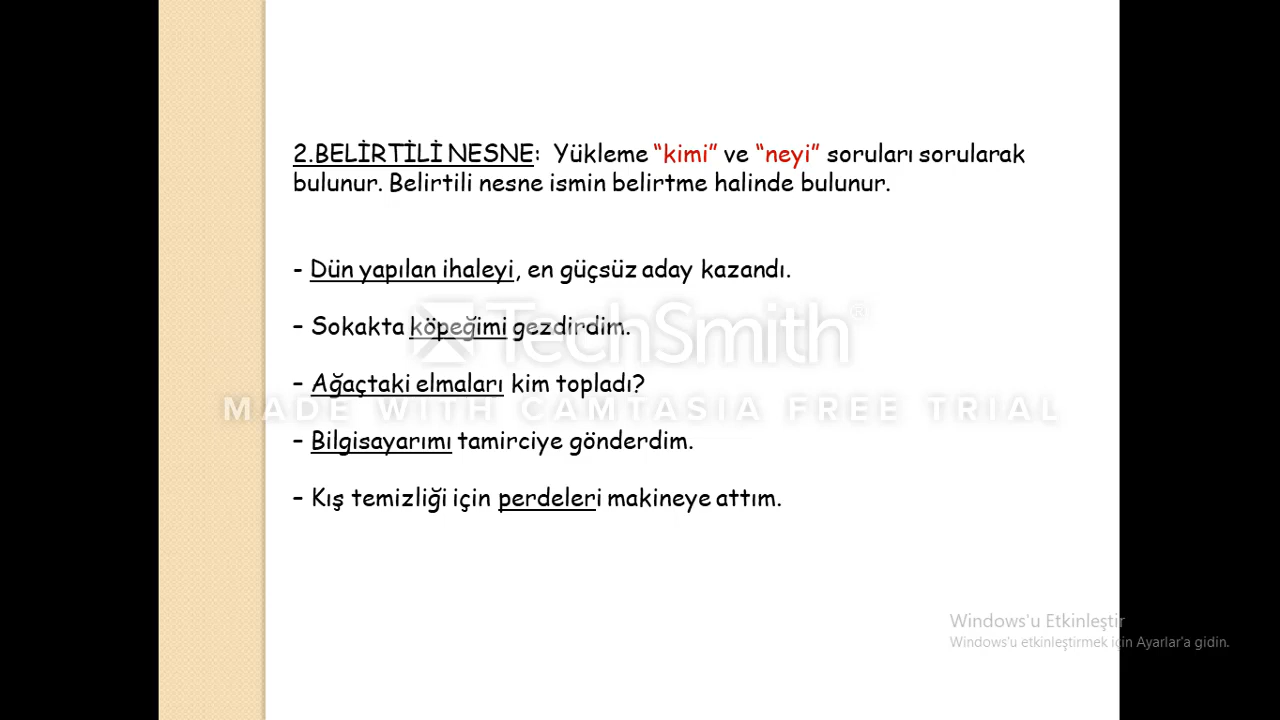 2.BELİRTİLİ NESNE: Yükleme “kimi” ve “neyi” soruları sorularak
bulunur. Belirtili nesne ismin belirtme halinde bulunur.
- Dün yapılan ihaleyi, en güçsüz aday kazandı.
– Sokakta köpeğimi gezdirdim.
TechSmith®
– Ağaçtaki elmaları kim topladı?
MADE WITH CAMTASIA FREE TRIAL
– Bilgisayarımı tamirciye gönderdim.
– Kış temizliği için perdeleri makineye attım.
Windows'u Etkinleştir
Windows'u etkinleştirmek için Ayarlar'a gidin.